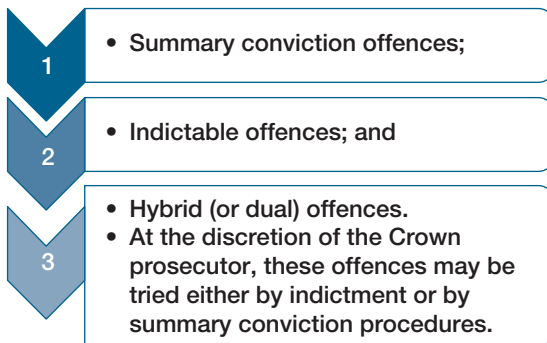 1
• Summary conviction offences;
2
• Indictable offences; and
3
• Hybrid (or dual) offences.
• At the discretion of the Crown
prosecutor, these offences may be
tried either by indictment or by
summary conviction procedures.